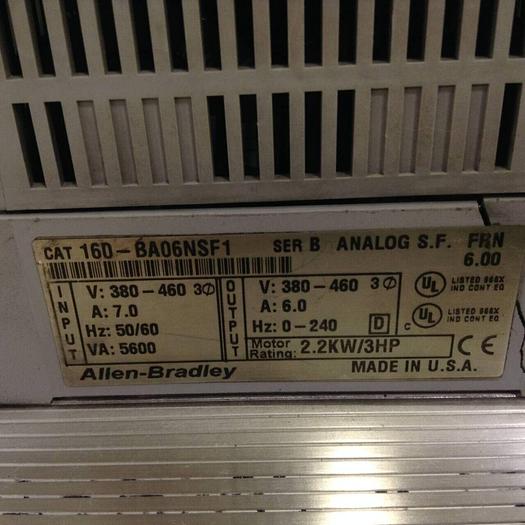 CAT 160-BA06NSF1 SER B ANALOG S.F. FRN 6.00
INPUT
V: 380-460 3Ø
A: 7.0
Hz: 50/60
VA: 5600
OUTPUT
V: 380-460 3Ø
A: 6.0
Hz: 0-240 D
Motor Rating: 2.2KW/3HP
UL LISTED 966X
IND CONT EQ
C UL LISTED 966X
IND CONT EQ
CE
Allen-Bradley MADE IN U.S.A.